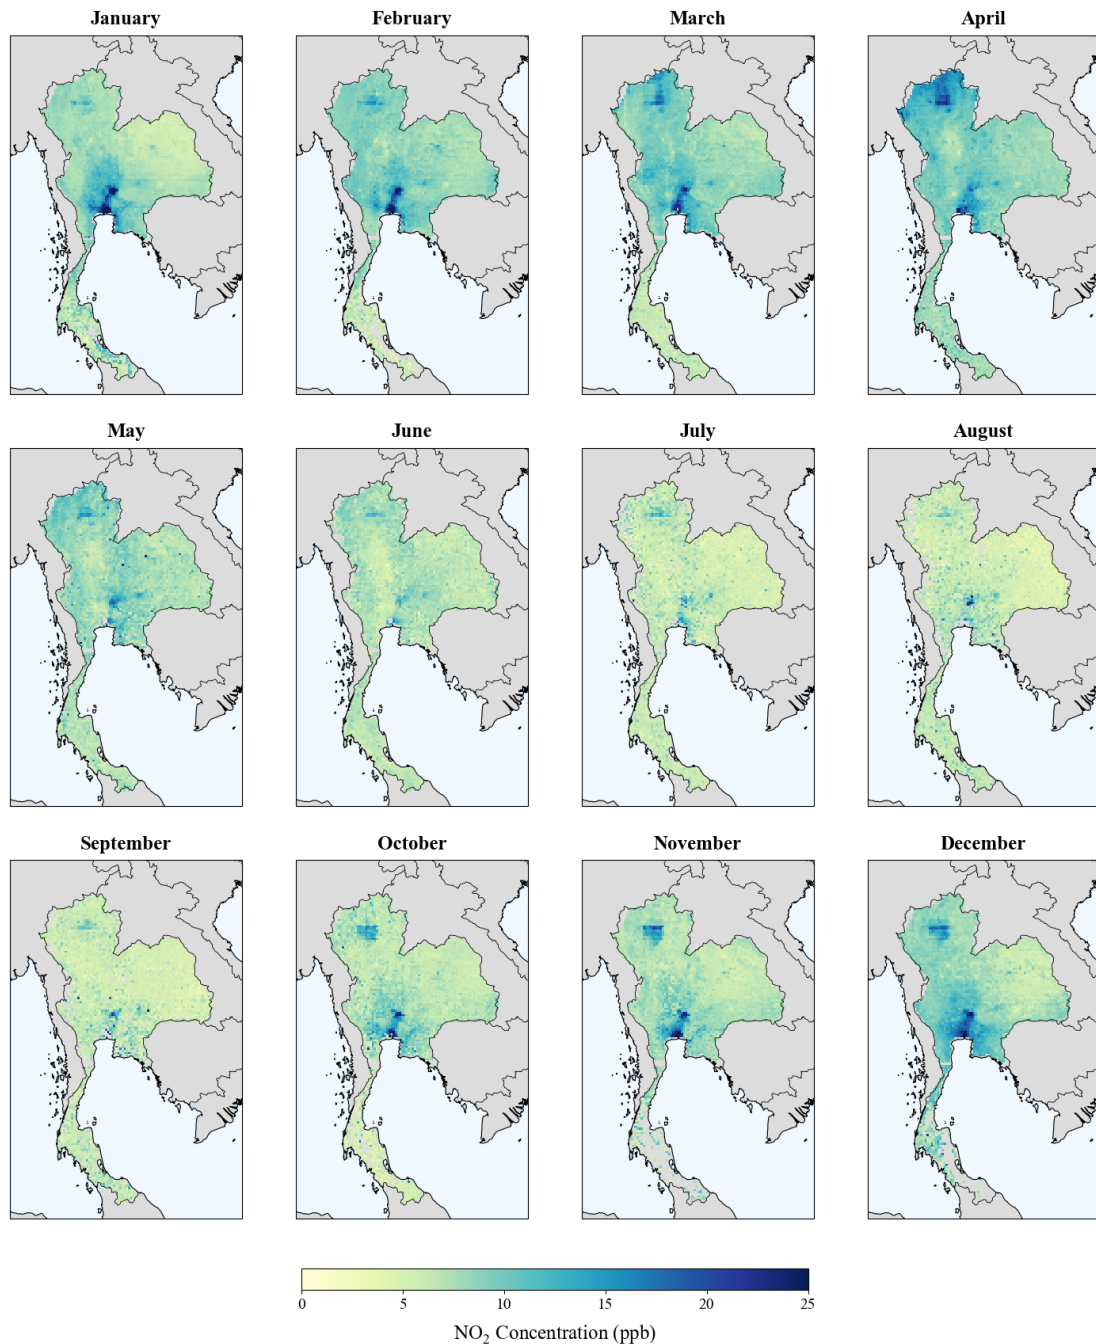 January February March April
May June July August
September October November December
0 5 10 15 20 25
NO₂ Concentration (ppb)